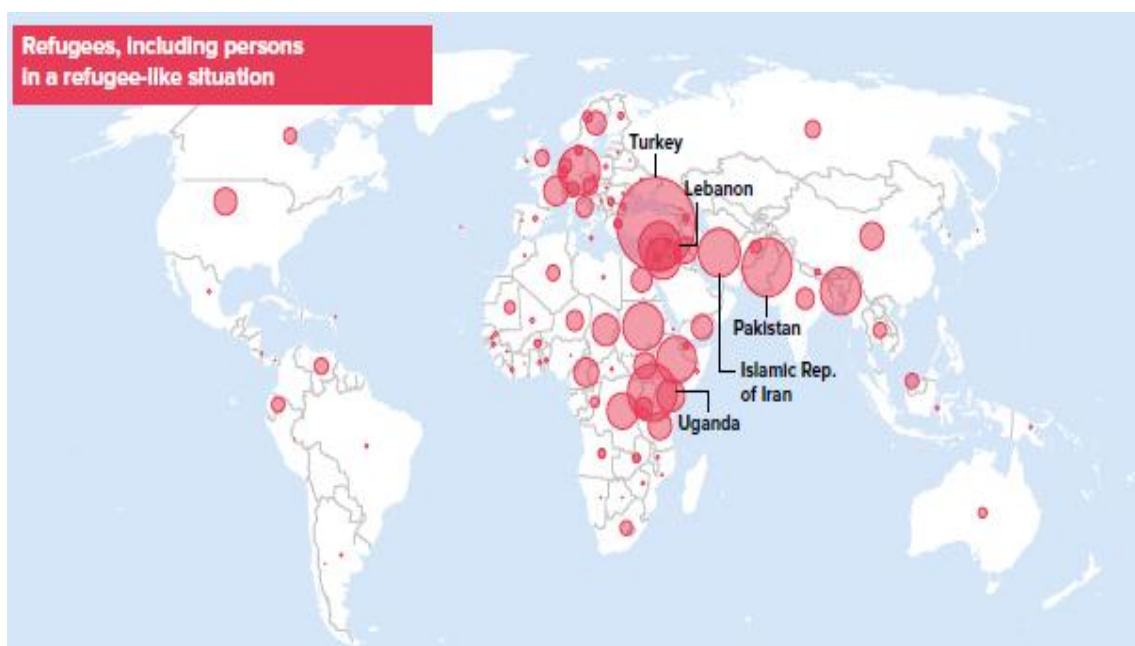 Refugees, including persons
in a refugee-like situation
Turkey
Lebanon
Pakistan
Islamic Rep.
of Iran
Uganda